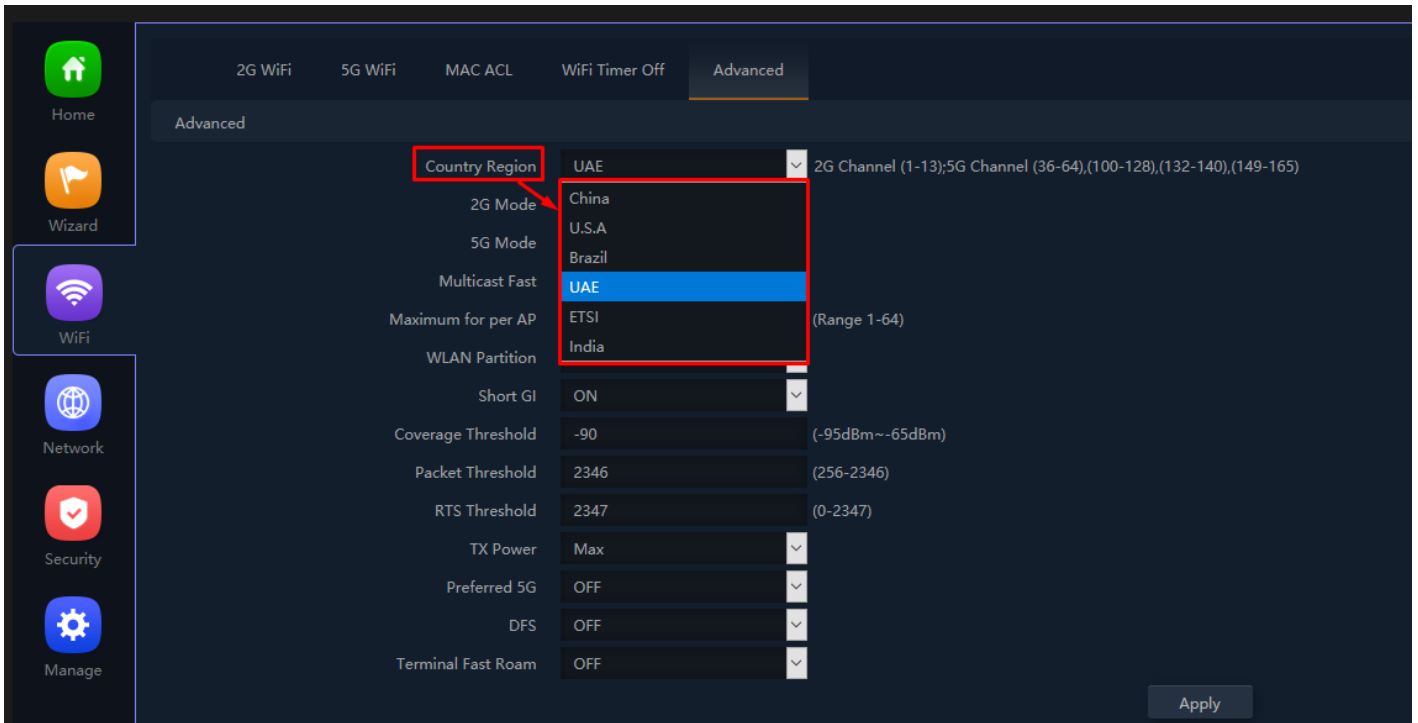 Home
Wizard
WiFi
Network
Security
Manage
2G WiFi 5G WiFi MAC ACL WiFi Timer Off Advanced
Advanced
Country Region UAE 2G Channel (1-13);5G Channel (36-64),(100-128),(132-140),(149-165)
China
U.S.A
Brazil
UAE
ETSI
India
2G Mode
5G Mode
Multicast Fast
Maximum for per AP (Range 1-64)
WLAN Partition
Short GI ON
Coverage Threshold -90 (-95dBm~-65dBm)
Packet Threshold 2346 (256-2346)
RTS Threshold 2347 (0-2347)
TX Power Max
Preferred 5G OFF
DFS OFF
Terminal Fast Roam OFF
Apply